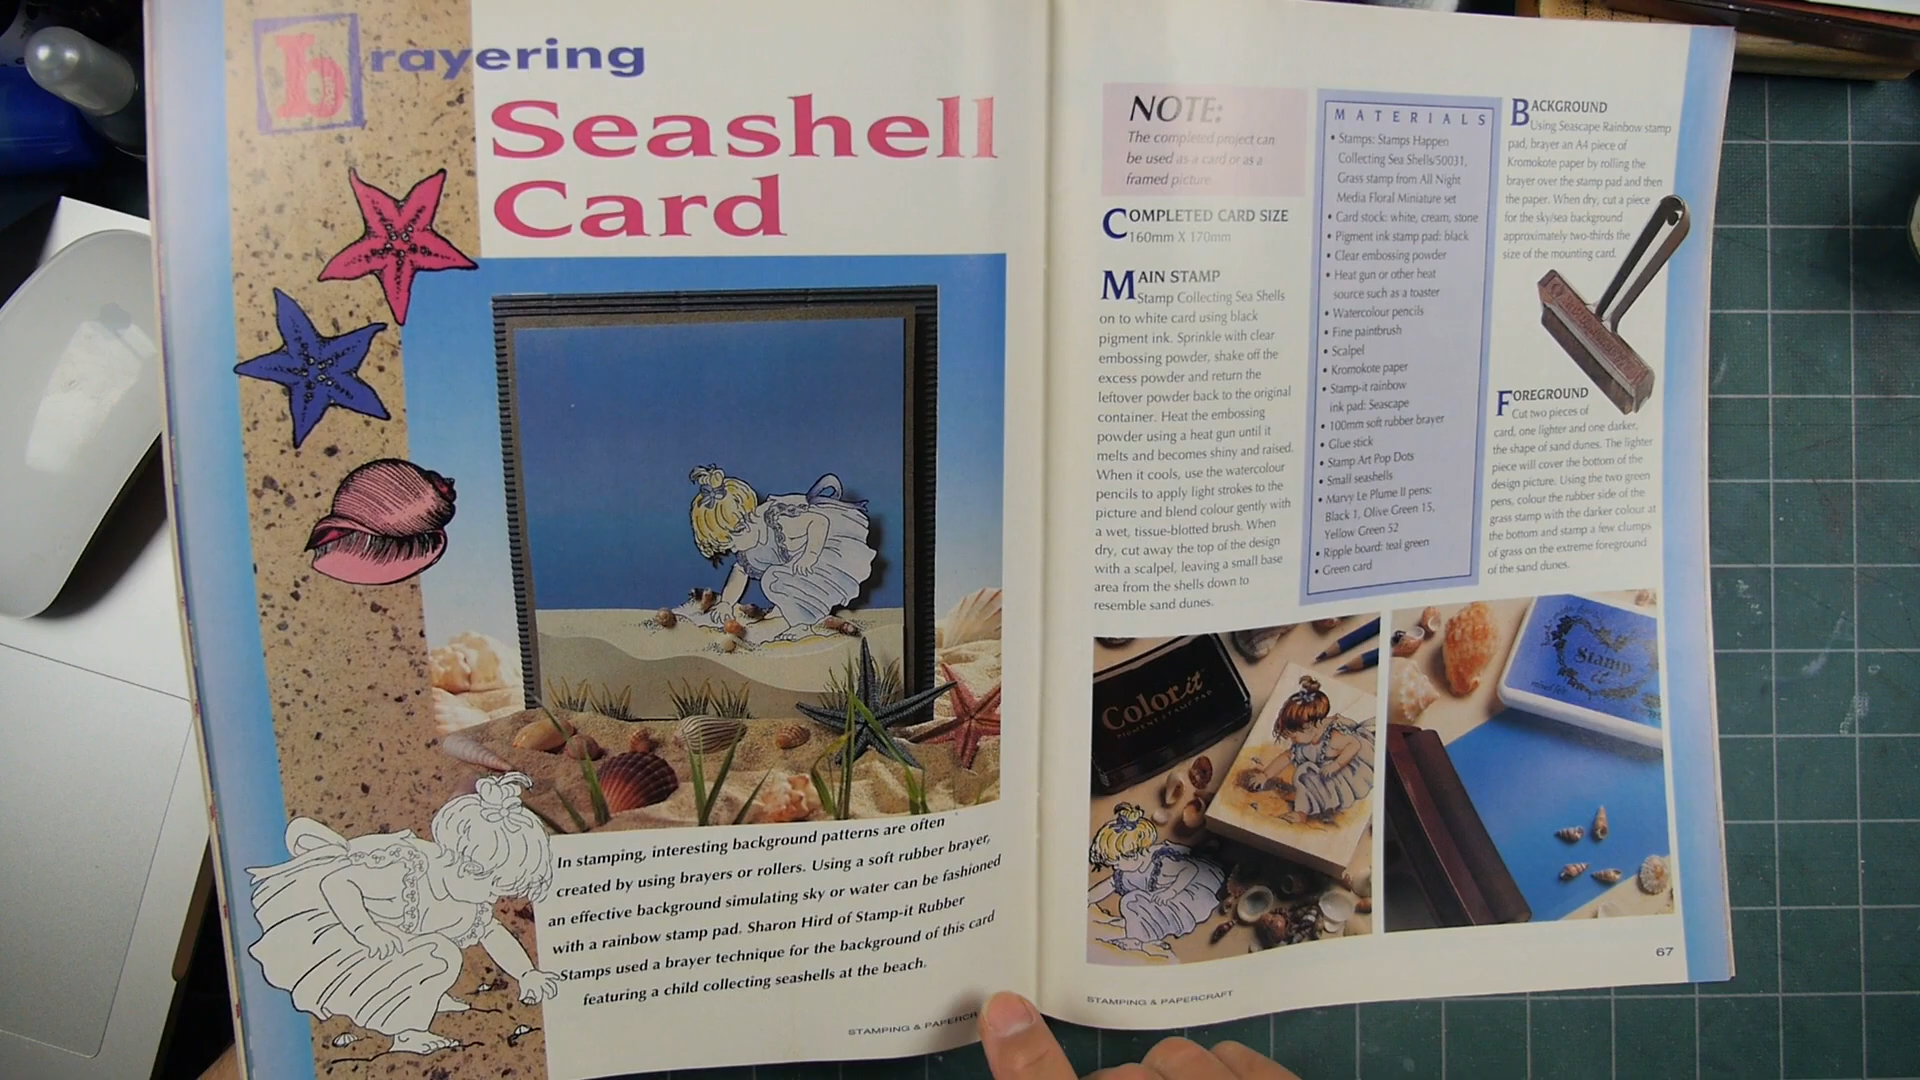 brayering
Seashell
Card
In stamping, interesting background patterns are often
created by using brayers or rollers. Using a soft rubber brayer,
an effective background simulating sky or water can be fashioned
with a rainbow stamp pad. Sharon Hird of Stamp-it Rubber
Stamps used a brayer technique for the background of this card
featuring a child collecting seashells at the beach.
STAMPING & PAPERCR
NOTE:
The completed project can
be used as a card or as a
framed picture.
COMPLETED CARD SIZE
160mm X 170mm
MAIN STAMP
Stamp Collecting Sea Shells
on to white card using black
pigment ink. Sprinkle with clear
embossing powder, shake off the
excess powder and return the
leftover powder back to the original
container. Heat the embossing
powder using a heat gun until it
melts and becomes shiny and raised.
When it cools, use the watercolour
pencils to apply light strokes to the
picture and blend colour gently with
a wet, tissue-blotted brush. When
dry, cut away the top of the design
with a scalpel, leaving a small base
area from the shells down to
resemble sand dunes.
MATERIALS
• Stamps: Stamps Happen
Collecting Sea Shells/50031,
Grass stamp from All Night
Media Floral Miniature set
• Card stock: white, cream, stone
• Pigment ink stamp pad: black
• Clear embossing powder
• Heat gun or other heat
source such as a toaster
• Watercolour pencils
• Fine paintbrush
• Scalpel
• Kromokote paper
• Stamp-it rainbow
ink pad: Seascape
• 100mm soft rubber brayer
• Glue stick
• Stamp Art Pop Dots
• Small seashells
• Marvy Le Plume II pens:
Black 1, Olive Green 15,
Yellow Green 52
• Ripple board: teal green
• Green card
BACKGROUND
Using Seascape Rainbow stamp
pad, brayer an A4 piece of
Kromokote paper by rolling the
brayer over the stamp pad and then
the paper. When dry, cut a piece
for the sky/sea background
approximately two-thirds the
size of the mounting card.
FOREGROUND
Cut two pieces of
card, one lighter and one darker,
the shape of sand dunes. The lighter
piece will cover the bottom of the
design picture. Using the two green
pens, colour the rubber side of the
grass stamp with the darker colour at
the bottom and stamp a few clumps
of grass on the extreme foreground
of the sand dunes.
Color it
PIGMENT STAMP PAD
Stamp
it
67
STAMPING & PAPERCRAFT